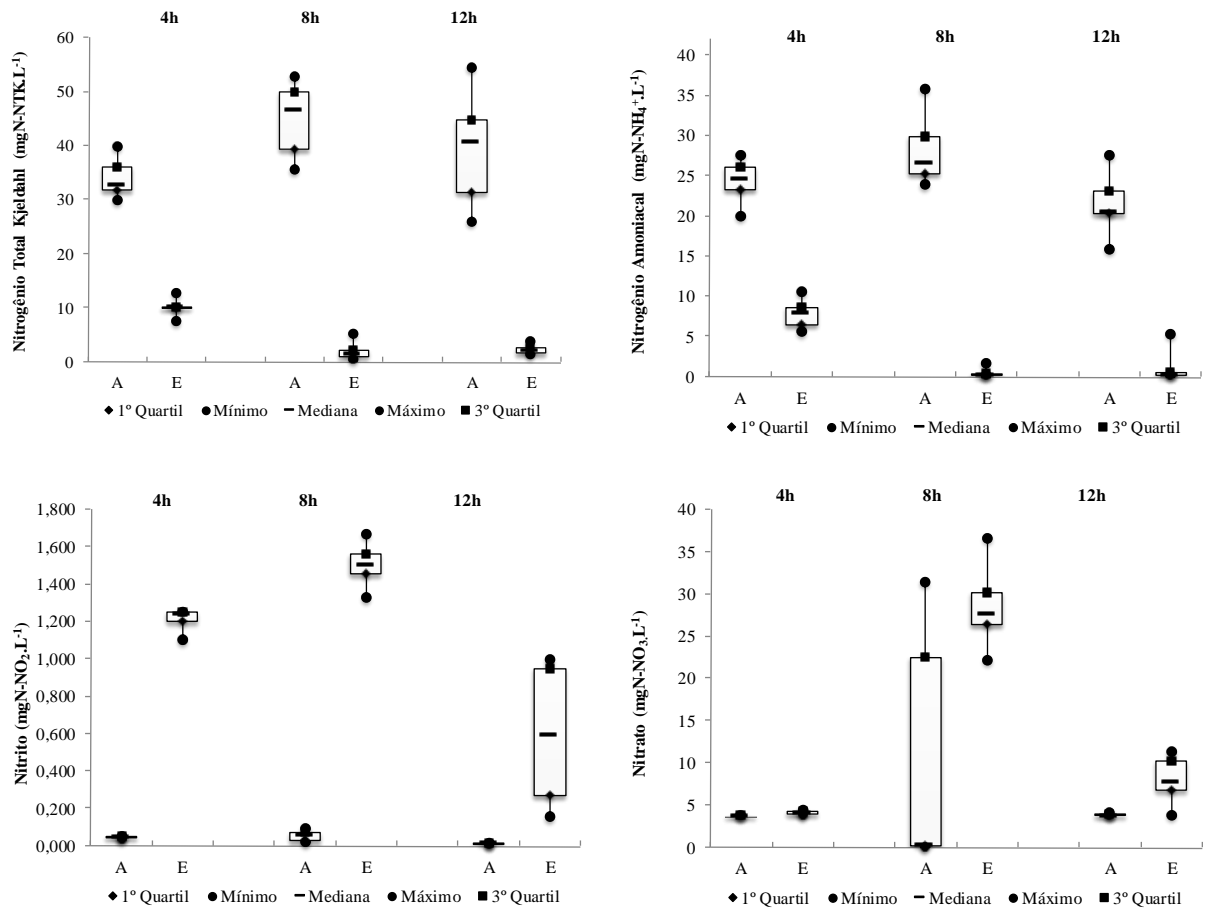 4h 8h 12h
Nitrogênio Total Kjeldahl (mgN-NTK.L-1)
60
50
40
30
20
10
0
A E A E A E
1º Quartil Mínimo Mediana Máximo 3º Quartil
4h 8h 12h
Nitrogênio Amoniacal (mgN-NH4+.L-1)
40
35
30
25
20
15
10
5
0
A E A E A E
1º Quartil Mínimo Mediana Máximo 3º Quartil
4h 8h 12h
Nitrito (mgN-NO2.L-1)
1,800
1,600
1,400
1,200
1,000
0,800
0,600
0,400
0,200
0,000
A E A E A E
1º Quartil Mínimo Mediana Máximo 3º Quartil
4h 8h 12h
Nitrato (mgN-NO3.L-1)
40
35
30
25
20
15
10
5
0
A E A E A E
1º Quartil Mínimo Mediana Máximo 3º Quartil